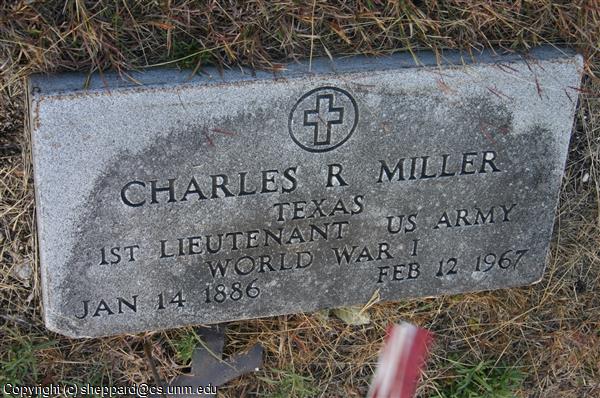 CHARLES R MILLER
TEXAS
1ST LIEUTENANT US ARMY
WORLD WAR I
JAN 14 1886 FEB 12 1967
Copyright (c) sheppard@cs.unm.edu